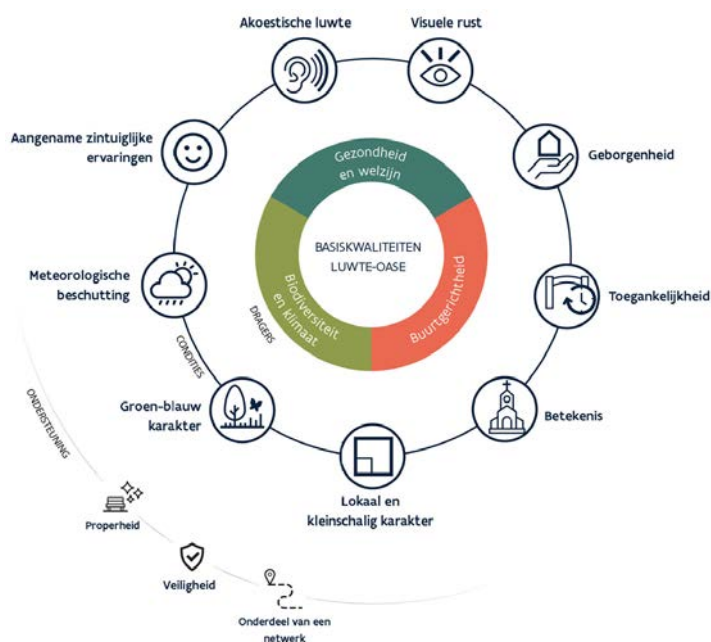 Akoestische luwte
Visuele rust
Aangename zintuiglijke
ervaringen
Geborgenheid
Gezondheid
en welzijn
BASISKWALITEITEN
LUWTE-OASE
Meteorologische
beschutting
Biodiversiteit
en klimaat
Buurtgerichtheid
Toegankelijkheid
DRAGERS
CONDITIES
ONDERSTEUNING
Groen-blauw
karakter
Betekenis
Lokaal en
kleinschalig karakter
Properheid
Veiligheid
Onderdeel van een
netwerk